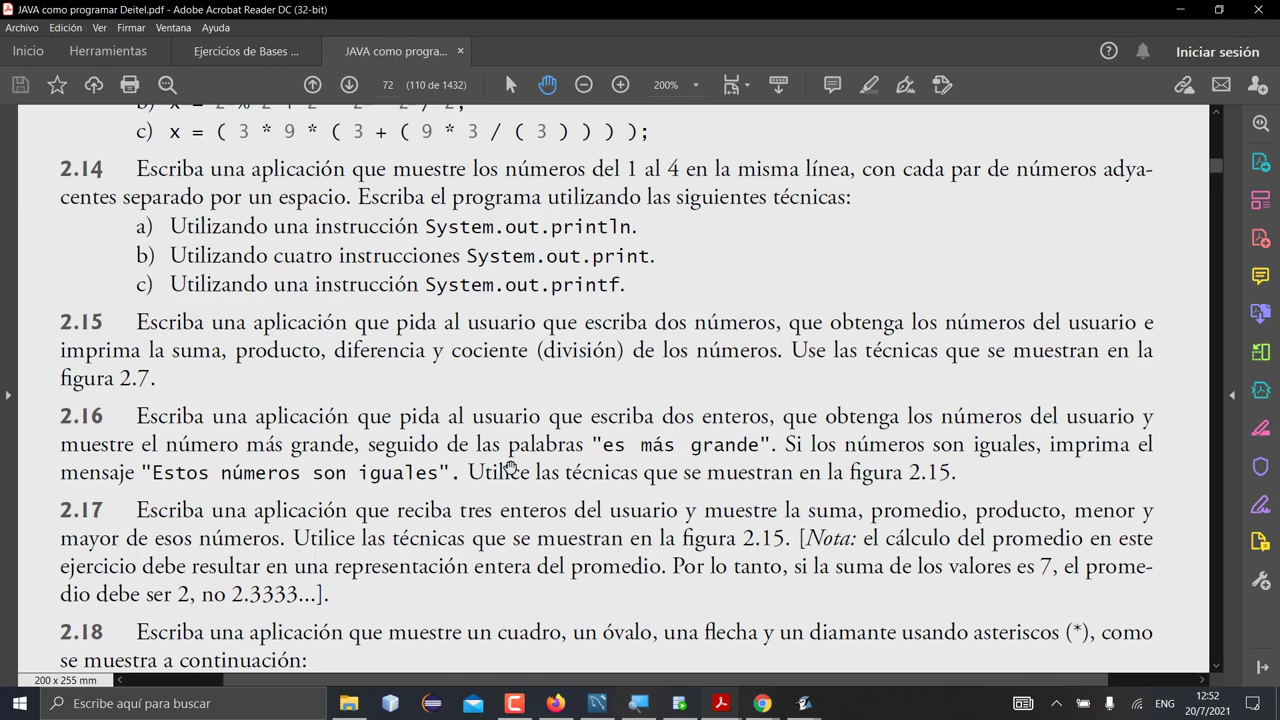 JAVA como programar Deitel.pdf - Adobe Acrobat Reader DC (32-bit)
Archivo Edición Ver Firmar Ventana Ayuda
Inicio Herramientas Ejercicios de Bases ... JAVA como progra... × Iniciar sesión
72 (110 de 1432) 200%
c) x = ( 3 * 9 * ( 3 + ( 9 * 3 / ( 3 ) ) ) );
2.14 Escriba una aplicación que muestre los números del 1 al 4 en la misma línea, con cada par de números adya-
centes separado por un espacio. Escriba el programa utilizando las siguientes técnicas:
a) Utilizando una instrucción System.out.println.
b) Utilizando cuatro instrucciones System.out.print.
c) Utilizando una instrucción System.out.printf.
2.15 Escriba una aplicación que pida al usuario que escriba dos números, que obtenga los números del usuario e
imprima la suma, producto, diferencia y cociente (división) de los números. Use las técnicas que se muestran en la
figura 2.7.
2.16 Escriba una aplicación que pida al usuario que escriba dos enteros, que obtenga los números del usuario y
muestre el número más grande, seguido de las palabras "es más grande". Si los números son iguales, imprima el
mensaje "Estos números son iguales". Utilice las técnicas que se muestran en la figura 2.15.
2.17 Escriba una aplicación que reciba tres enteros del usuario y muestre la suma, promedio, producto, menor y
mayor de esos números. Utilice las técnicas que se muestran en la figura 2.15. [Nota: el cálculo del promedio en este
ejercicio debe resultar en una representación entera del promedio. Por lo tanto, si la suma de los valores es 7, el prome-
dio debe ser 2, no 2.3333...].
2.18 Escriba una aplicación que muestre un cuadro, un óvalo, una flecha y un diamante usando asteriscos (*), como
se muestra a continuación:
200 x 255 mm
Escribe aquí para buscar ENG 12:52
20/7/2021